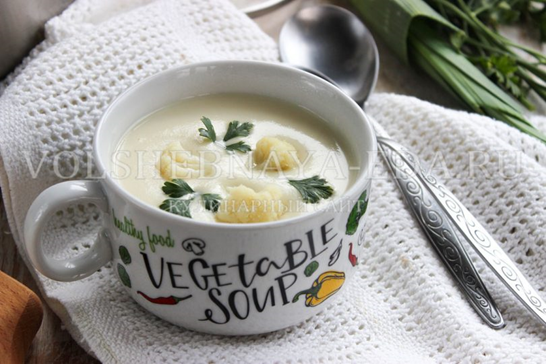 VOLSHEBNAYA-EDA.RU
Кулинарный сайт
healthy food
VEGETABLE
SOUP